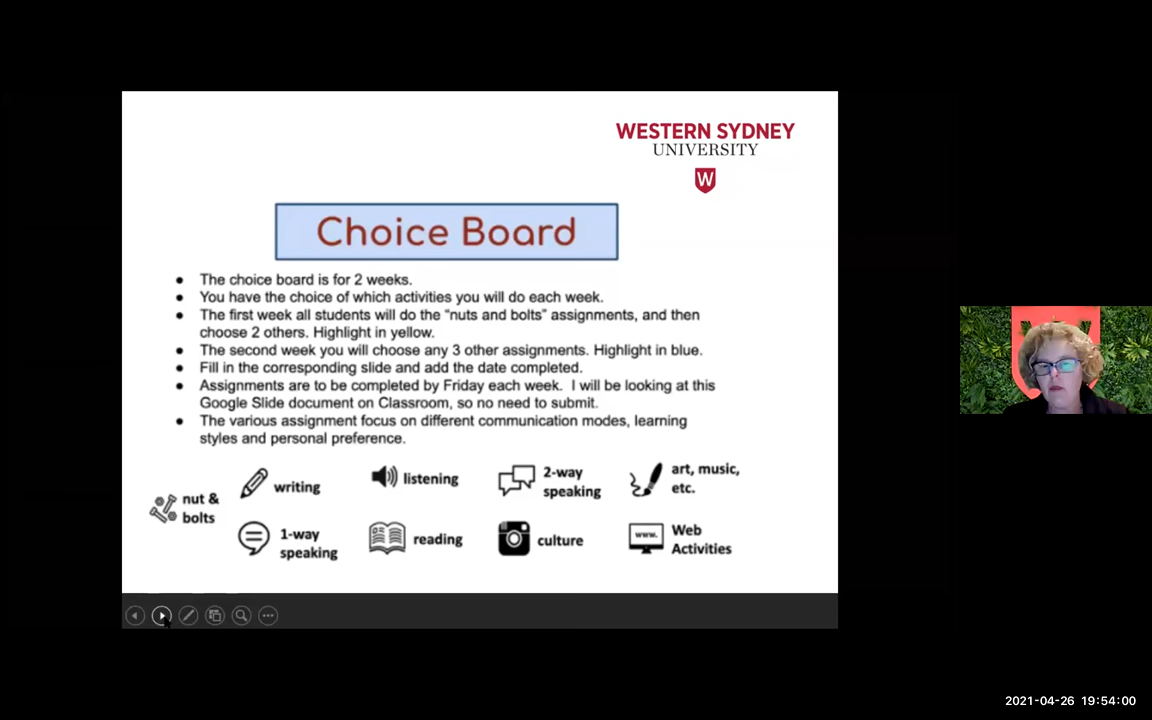 WESTERN SYDNEY
UNIVERSITY
W
Choice Board
• The choice board is for 2 weeks.
• You have the choice of which activities you will do each week.
• The first week all students will do the “nuts and bolts” assignments, and then
choose 2 others. Highlight in yellow.
• The second week you will choose any 3 other assignments. Highlight in blue.
• Fill in the corresponding slide and add the date completed.
• Assignments are to be completed by Friday each week. I will be looking at this
Google Slide document on Classroom, so no need to submit.
• The various assignment focus on different communication modes, learning
styles and personal preference.
nut &
bolts
writing
listening
2-way
speaking
art, music,
etc.
1-way
speaking
reading
culture
www.
Web
Activities
2021-04-26 19:54:00